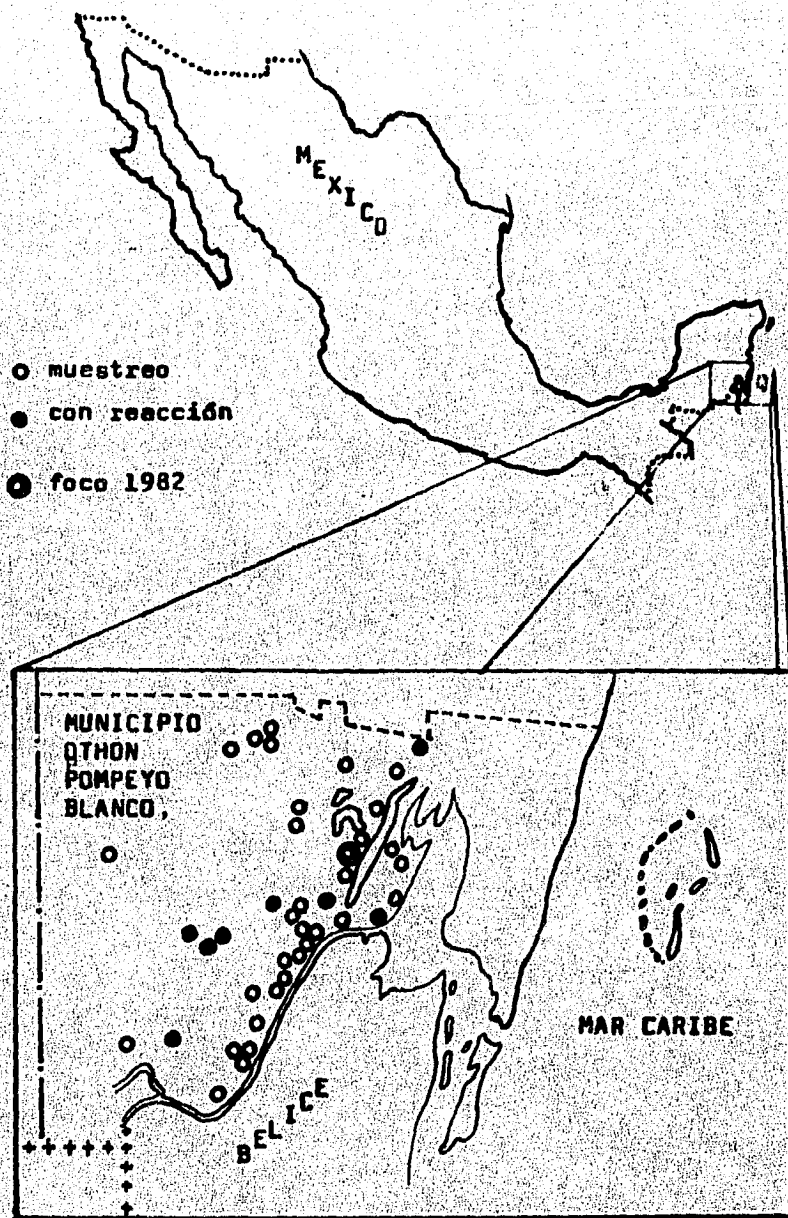 MEXICO
muestreo
con reacción
foco 1982
Q
MUNICIPIO
OTHON
POMPEYO
BLANCO,
MAR CARIBE
BELICE